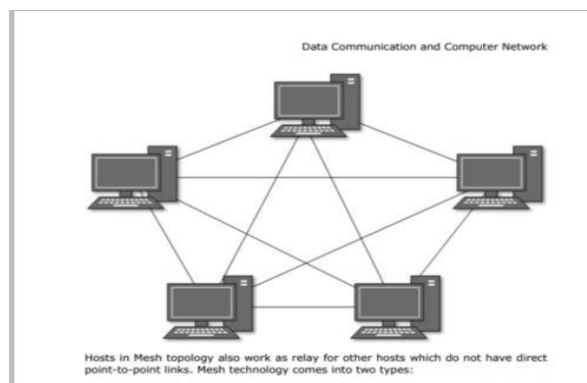 Data Communication and Computer Network
Hosts in Mesh topology also work as relay for other hosts which do not have direct
point-to-point links. Mesh technology comes into two types: